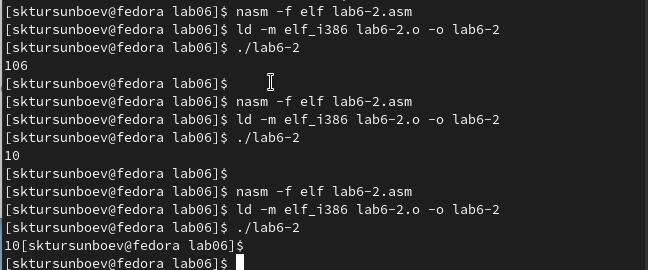 [sktursunboev@fedora lab06]$ nasm -f elf lab6-2.asm
[sktursunboev@fedora lab06]$ ld -m elf_i386 lab6-2.o -o lab6-2
[sktursunboev@fedora lab06]$ ./lab6-2
106
[sktursunboev@fedora lab06]$
[sktursunboev@fedora lab06]$ nasm -f elf lab6-2.asm
[sktursunboev@fedora lab06]$ ld -m elf_i386 lab6-2.o -o lab6-2
[sktursunboev@fedora lab06]$ ./lab6-2
10
[sktursunboev@fedora lab06]$
[sktursunboev@fedora lab06]$ nasm -f elf lab6-2.asm
[sktursunboev@fedora lab06]$ ld -m elf_i386 lab6-2.o -o lab6-2
[sktursunboev@fedora lab06]$ ./lab6-2
10[sktursunboev@fedora lab06]$
[sktursunboev@fedora lab06]$